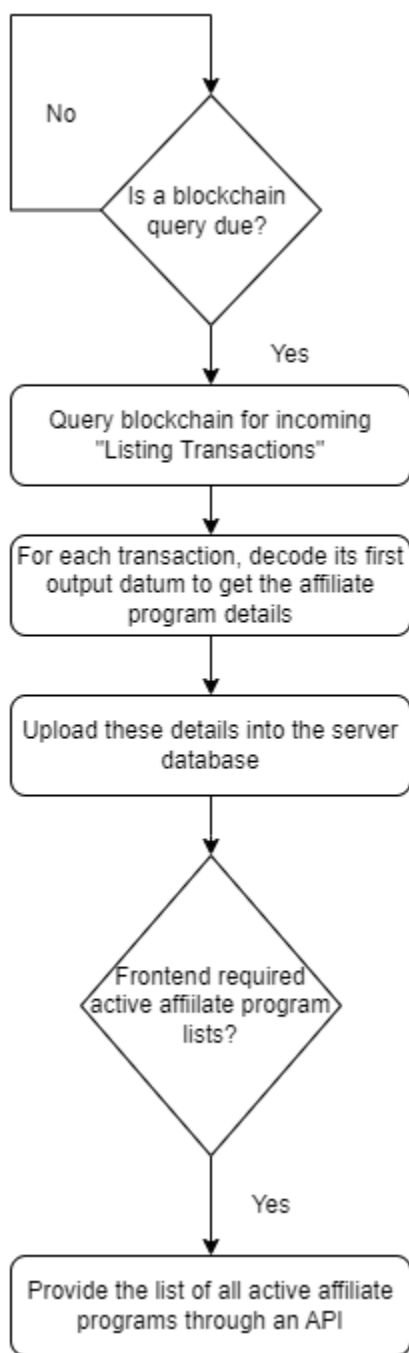 No
Is a blockchain
query due?
Yes
Query blockchain for incoming
"Listing Transactions"
For each transaction, decode its first
output datum to get the affiliate
program details
Upload these details into the server
database
Frontend required
active affiilate program
lists?
Yes
Provide the list of all active affiliate
programs through an API